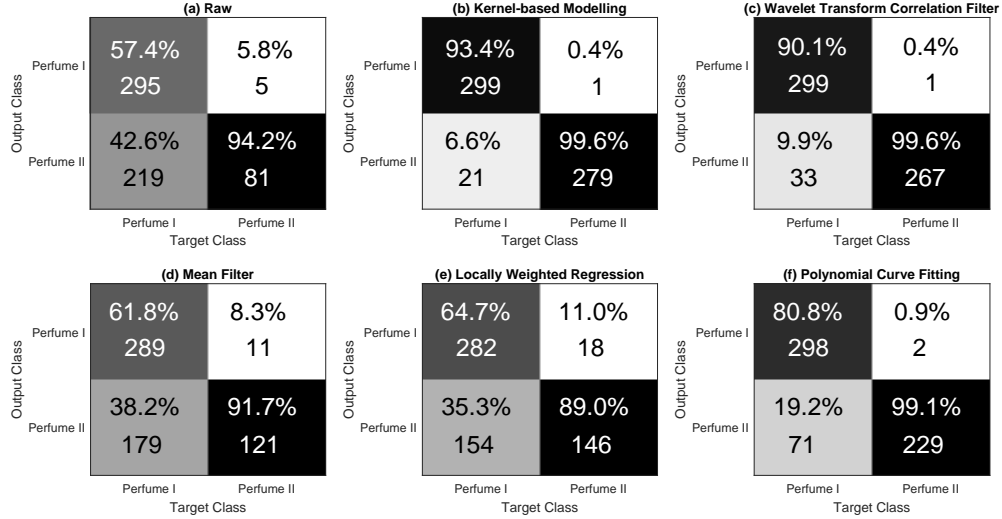 (a) Raw
Output Class
Perfume I
57.4% 5.8%
295 5
Perfume II
42.6% 94.2%
219 81
Perfume I Perfume II
Target Class
(b) Kernel-based Modelling
Output Class
Perfume I
93.4% 0.4%
299 1
Perfume II
6.6% 99.6%
21 279
Perfume I Perfume II
Target Class
(c) Wavelet Transform Correlation Filter
Output Class
Perfume I
90.1% 0.4%
299 1
Perfume II
9.9% 99.6%
33 267
Perfume I Perfume II
Target Class
(d) Mean Filter
Output Class
Perfume I
61.8% 8.3%
289 11
Perfume II
38.2% 91.7%
179 121
Perfume I Perfume II
Target Class
(e) Locally Weighted Regression
Output Class
Perfume I
64.7% 11.0%
282 18
Perfume II
35.3% 89.0%
154 146
Perfume I Perfume II
Target Class
(f) Polynomial Curve Fitting
Output Class
Perfume I
80.8% 0.9%
298 2
Perfume II
19.2% 99.1%
71 229
Perfume I Perfume II
Target Class